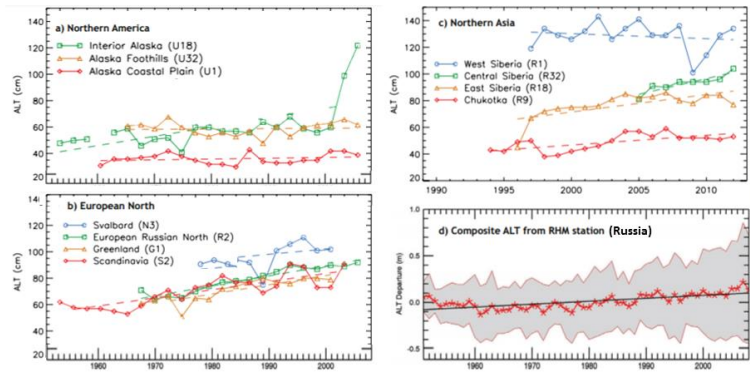 a) Northern America
Interior Alaska (U18)
Alaska Foothills (U32)
Alaska Coastal Plain (U1)
ALT (cm)
140
120
100
80
60
40
20
b) European North
Svalbard (N3)
European Russian North (R2)
Greenland (G1)
Scandinavia (S2)
ALT (cm)
140
120
100
80
60
40
20
1960 1970 1980 1990 2000
c) Northern Asia
West Siberia (R1)
Central Siberia (R32)
East Siberia (R18)
Chukotka (R9)
ALT (cm)
140
120
100
80
60
40
20
1990 1995 2000 2005 2010
d) Composite ALT from RHM station (Russia)
ALT Departure (m)
1.0
0.5
0.0
-0.5
1960 1970 1980 1990 2000